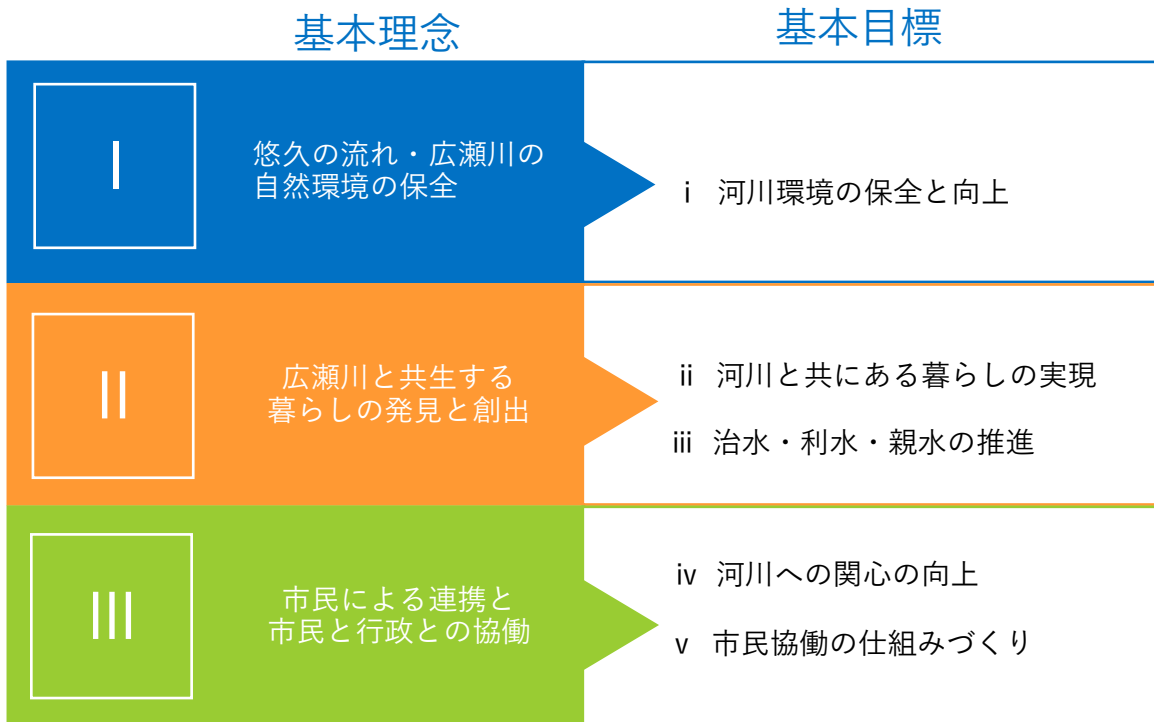 基本理念
基本目標
I
悠久の流れ・広瀬川の
自然環境の保全
i 河川環境の保全と向上
II
広瀬川と共生する
暮らしの発見と創出
ii 河川と共にある暮らしの実現
iii 治水・利水・親水の推進
III
市民による連携と
市民と行政との協働
iv 河川への関心の向上
v 市民協働の仕組みづくり